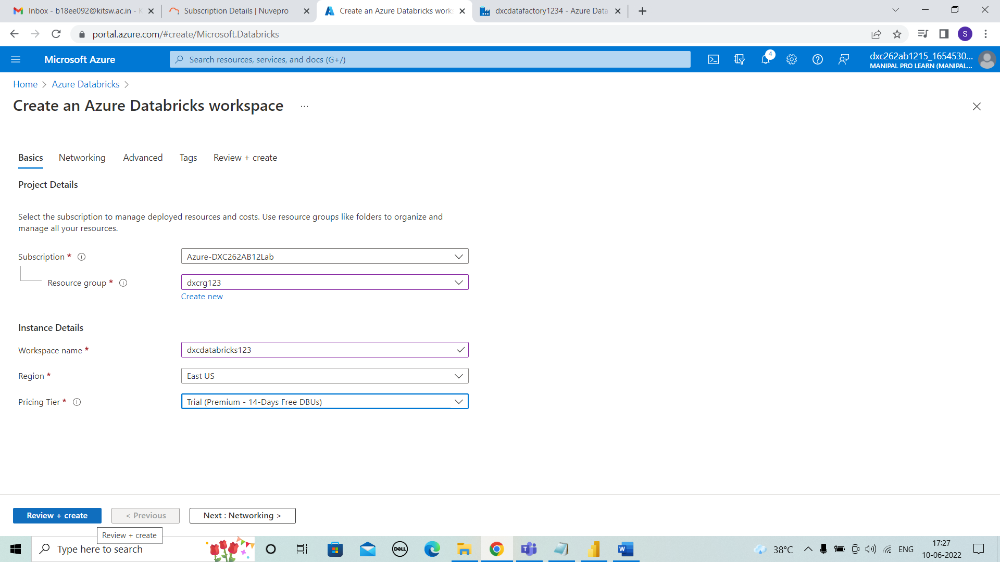 Inbox - b18ee092@kitsw.ac.in -
Subscription Details | Nuvepro
Create an Azure Databricks works
dxcdatafactory1234 - Azure Data
portal.azure.com/#create/Microsoft.Databricks
S
Microsoft Azure
Search resources, services, and docs (G+/)
4
dxc262ab1215_1654530...
MANIPAL PRO LEARN (MANIPAL...
Home > Azure Databricks >
Create an Azure Databricks workspace ...
Basics Networking Advanced Tags Review + create
Project Details
Select the subscription to manage deployed resources and costs. Use resource groups like folders to organize and
manage all your resources.
Subscription *
Azure-DXC262AB12Lab
Resource group *
dxcrg123
Create new
Instance Details
Workspace name *
dxcdatabricks123
Region *
East US
Pricing Tier *
Trial (Premium - 14-Days Free DBUs)
Review + create
< Previous
Next : Networking >
Review + create
Type here to search
DELL
W
38°C
ENG
17:27
10-06-2022